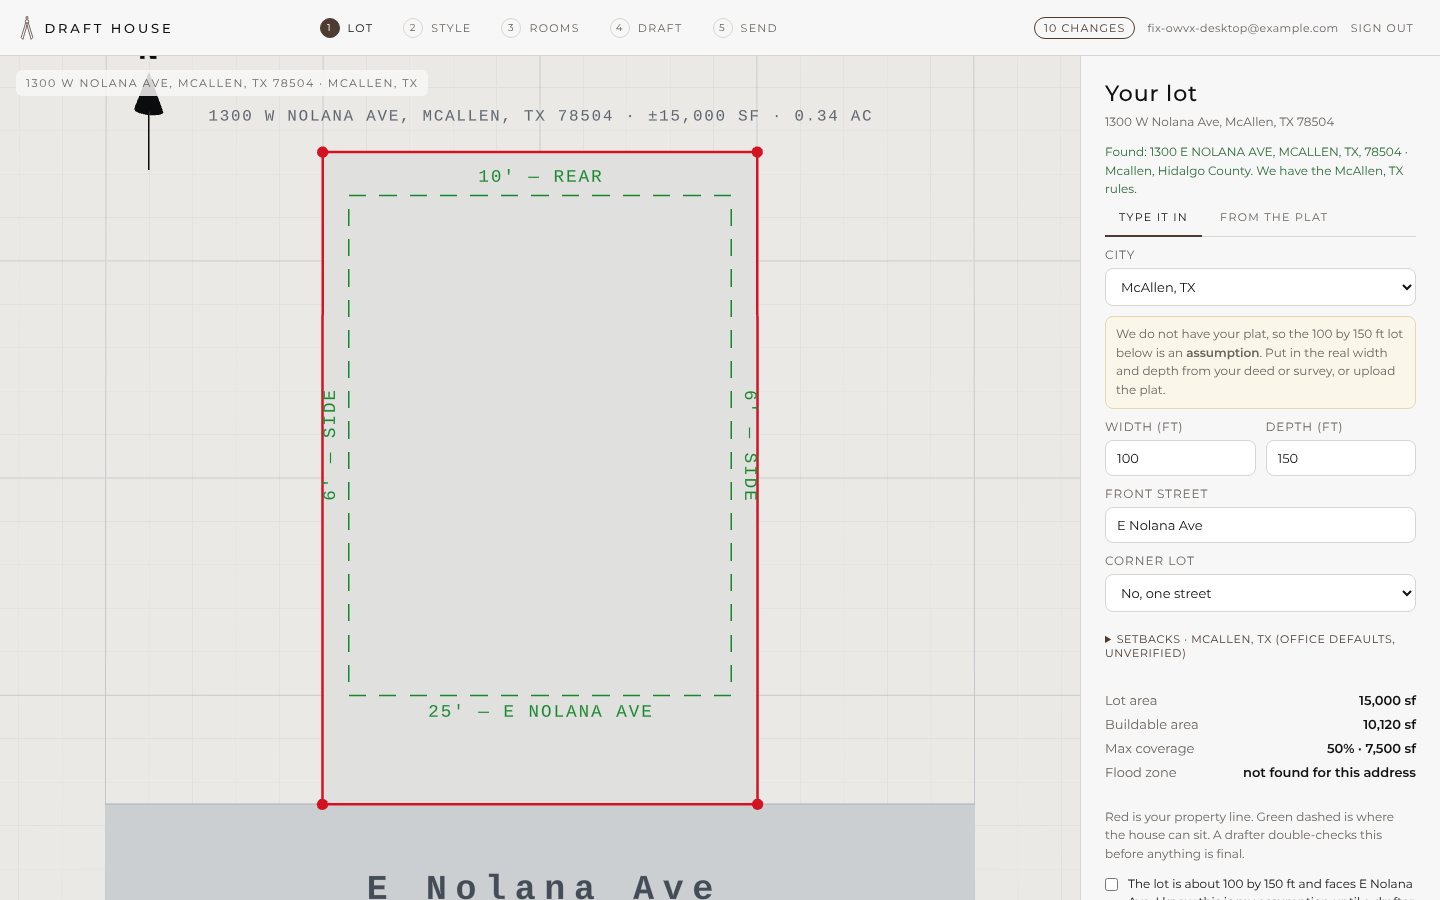 DRAFT HOUSE
1 LOT
2 STYLE
3 ROOMS
4 DRAFT
5 SEND
10 CHANGES
fix-owvx-desktop@example.com
SIGN OUT
1300 W NOLANA AVE, MCALLEN, TX 78504 · MCALLEN, TX
1300 W NOLANA AVE, MCALLEN, TX 78504 · ±15,000 SF · 0.34 AC
10' — REAR
6' — SIDE
6' — SIDE
25' — E NOLANA AVE
E Nolana Ave
Your lot
1300 W Nolana Ave, McAllen, TX 78504
Found: 1300 E NOLANA AVE, MCALLEN, TX, 78504 ·
Mcallen, Hidalgo County. We have the McAllen, TX
rules.
TYPE IT IN
FROM THE PLAT
CITY
McAllen, TX
We do not have your plat, so the 100 by 150 ft lot
below is an assumption. Put in the real width
and depth from your deed or survey, or upload
the plat.
WIDTH (FT)
DEPTH (FT)
100
150
FRONT STREET
E Nolana Ave
CORNER LOT
No, one street
SETBACKS · MCALLEN, TX (OFFICE DEFAULTS,
UNVERIFIED)
Lot area 15,000 sf
Buildable area 10,120 sf
Max coverage 50% · 7,500 sf
Flood zone not found for this address
Red is your property line. Green dashed is where
the house can sit. A drafter double-checks this
before anything is final.
The lot is about 100 by 150 ft and faces E Nolana